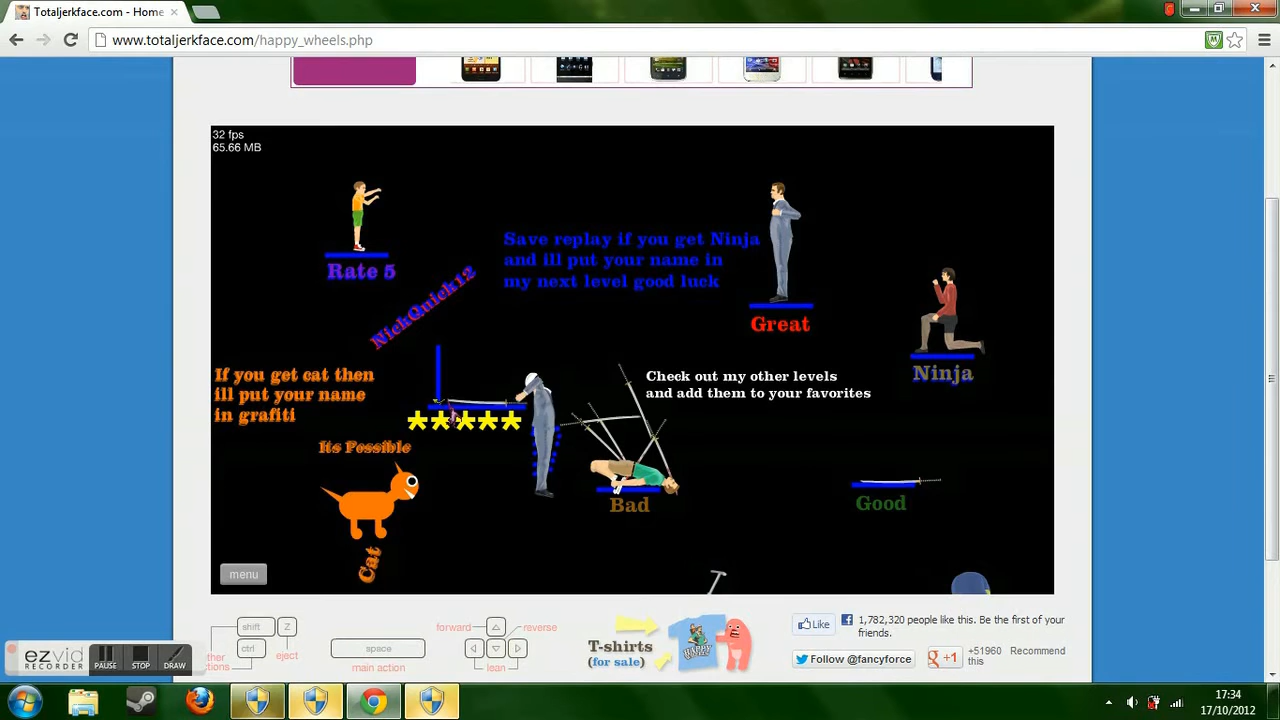 Totaljerkface.com - Home
www.totaljerkface.com/happy_wheels.php
32 fps
65.66 MB
Rate 5
NickQuick12
Save replay if you get Ninja
and ill put your name in
my next level good luck
Great
Ninja
If you get cat then
ill put your name
in grafiti
*****
Check out my other levels
and add them to your favorites
Its Possible
Cat
Bad
Good
menu
shift
Z
ctrl
eject
space
main action
forward
reverse
lean
T-shirts
(for sale)
HAPPY
Like
1,782,320 people like this. Be the first of your
friends.
Follow @fancyforce
+1
+51960 Recommend
this
ezvid
RECORDER
PAUSE
STOP
DRAW
17:34
17/10/2012